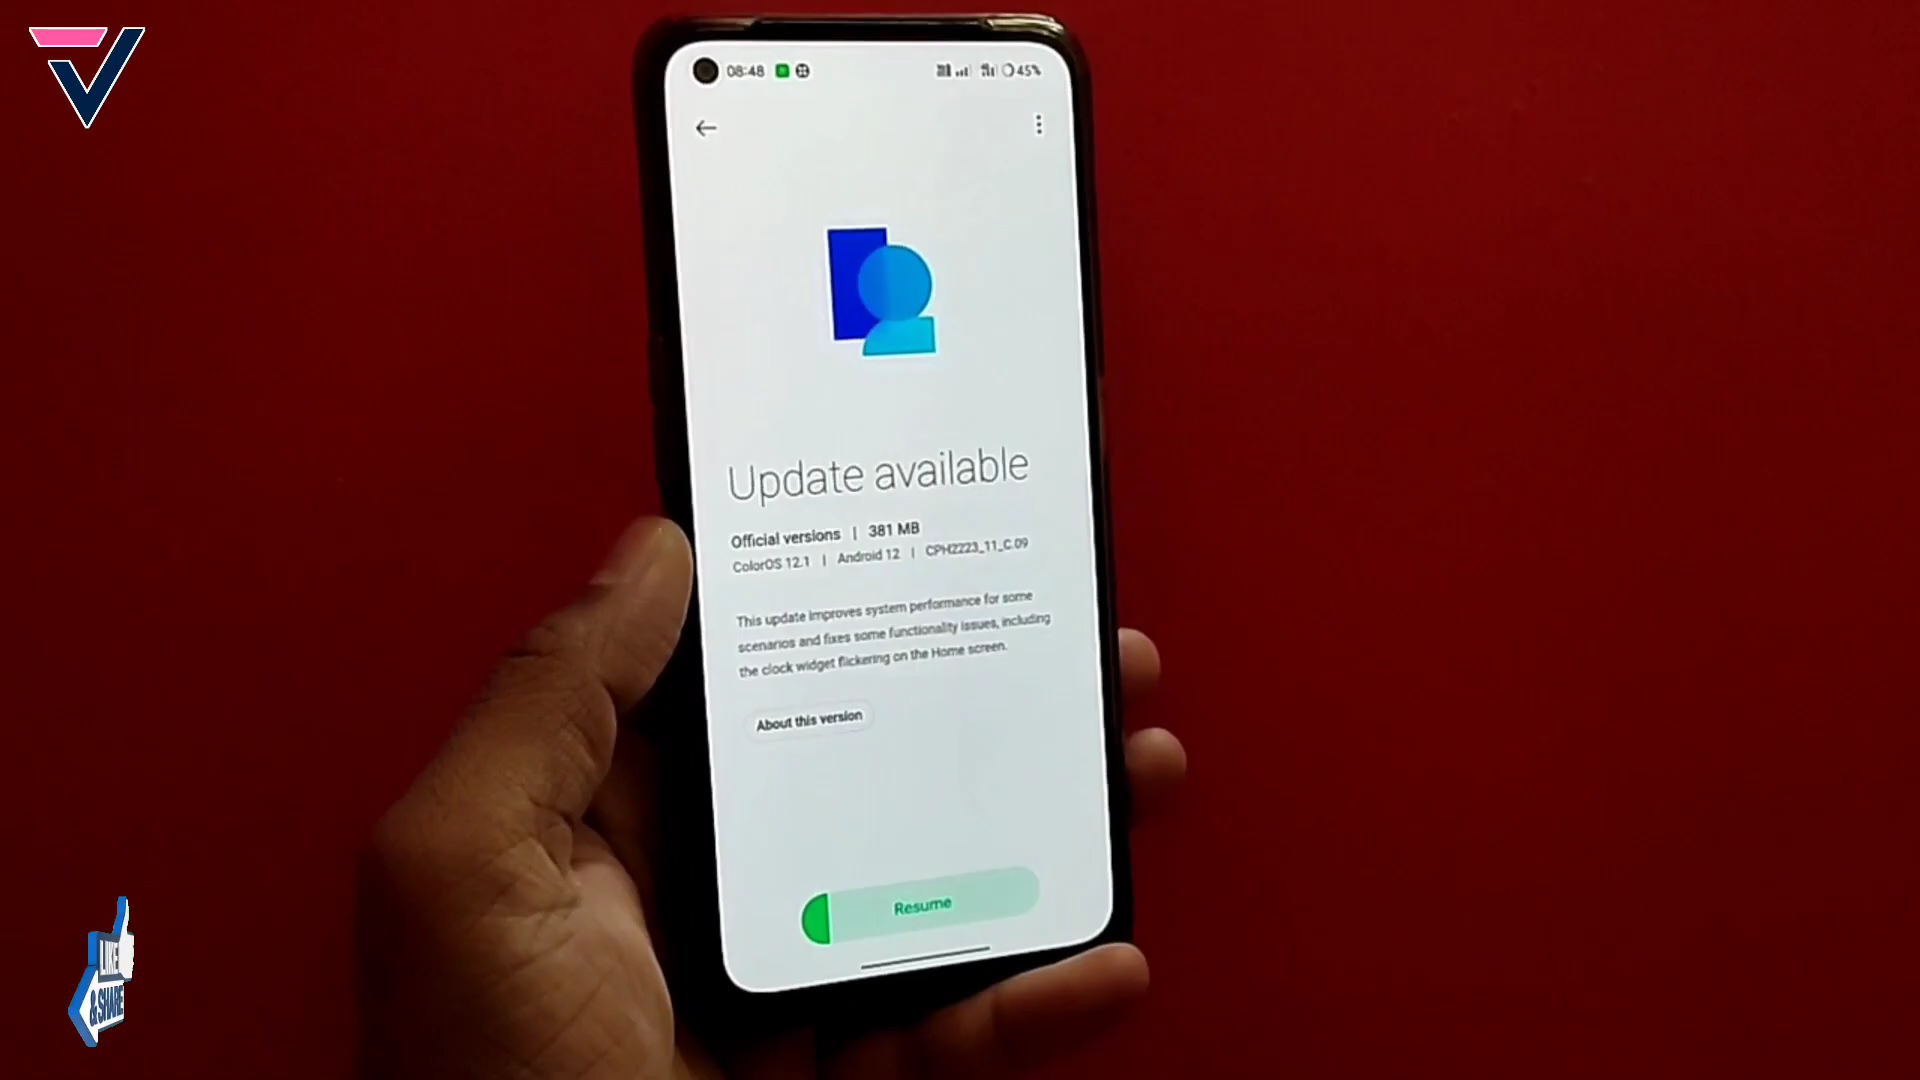 08:48
45%
Update available
Official versions | 381 MB
ColorOS 12.1 | Android 12 | CPH2223_11_C.09
This update improves system performance for some
scenarios and fixes some functionality issues, including
the clock widget flickering on the Home screen.
About this version
Resume
LIKE
& SHARE